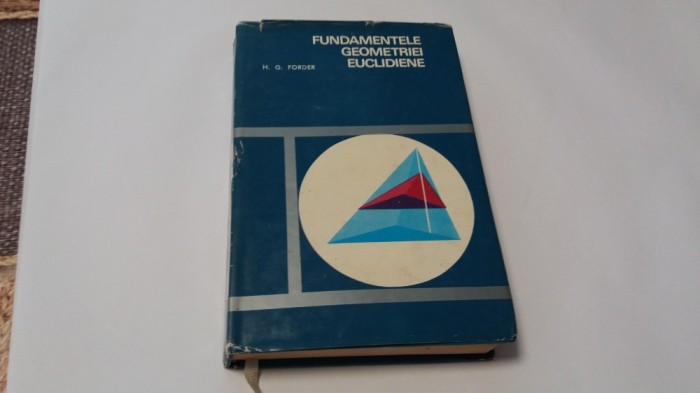 FUNDAMENTELE
GEOMETRIEI
EUCLIDIENE
H. G. FORDER